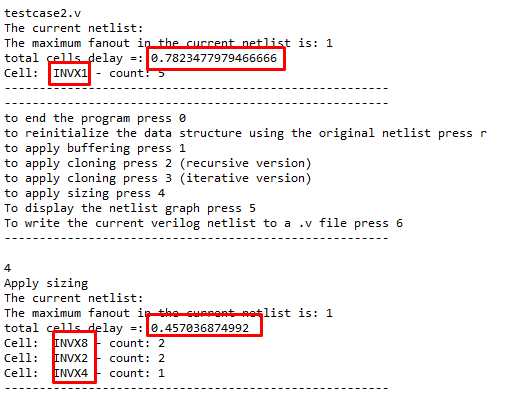 testcase2.v
The current netlist:
The maximum fanout in the current netlist is: 1
total cells delay =: 0.7823477979466666
Cell:  INVX1 - count: 5
-------------------------------------------------------
-------------------------------------------------------
to end the program press 0
to reinitialize the data structure using the original netlist press r
to apply buffering press 1
to apply cloning press 2 (recursive version)
to apply cloning press 3 (iterative version)
to apply sizing press 4
To display the netlist graph press 5
To write the current verilog netlist to a .v file press 6
-------------------------------------------------------
4
Apply sizing
The current netlist:
The maximum fanout in the current netlist is: 1
total cells delay =: 0.457036874992
Cell:  INVX8 - count: 2
Cell:  INVX2 - count: 2
Cell:  INVX4 - count: 1
-------------------------------------------------------